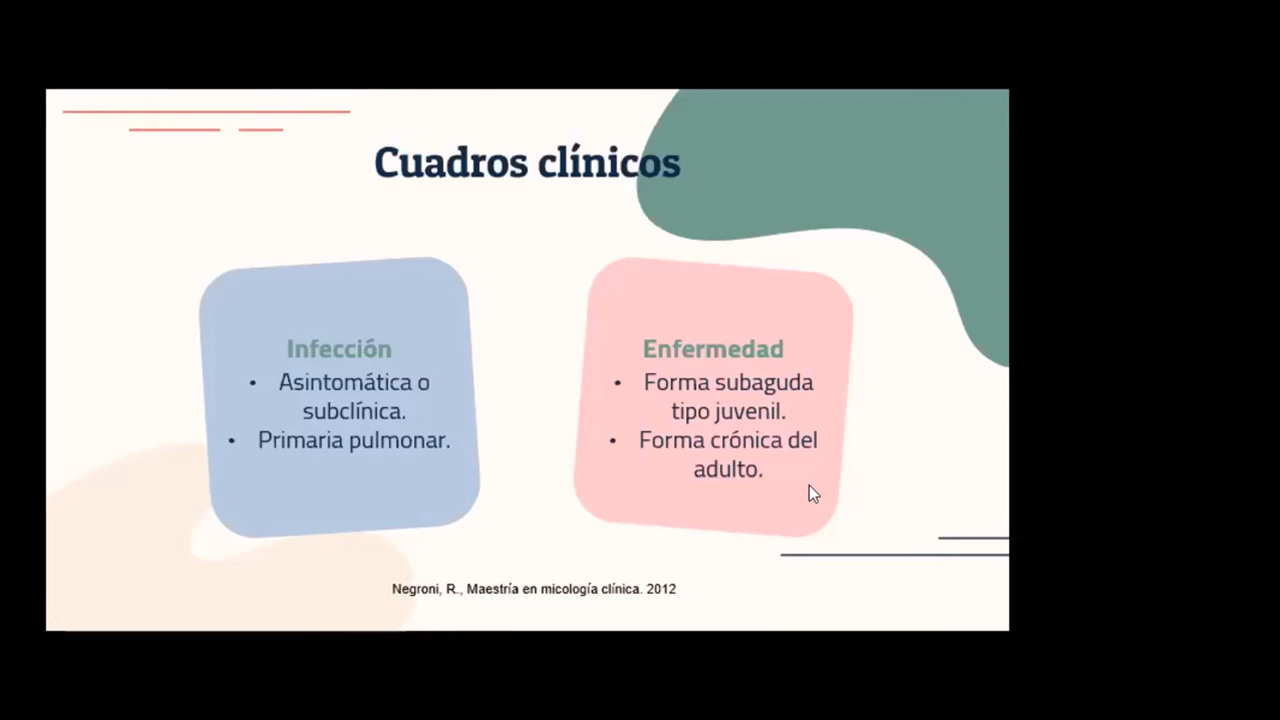 Cuadros clínicos
Infección
• Asintomática o
subclínica.
• Primaria pulmonar.
Enfermedad
• Forma subaguda
tipo juvenil.
• Forma crónica del
adulto.
Negroni, R., Maestría en micología clínica. 2012